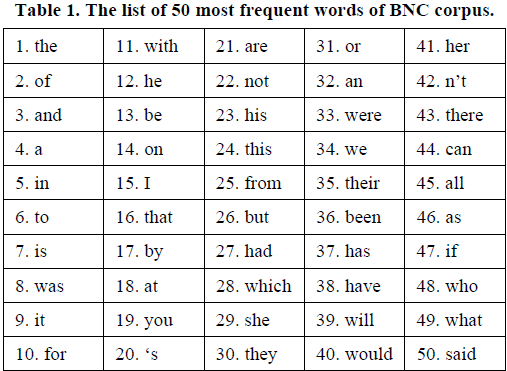 Table 1. The list of 50 most frequent words of BNC corpus.
1. the 11. with 21. are 31. or 41. her
2. of 12. he 22. not 32. an 42. n’t
3. and 13. be 23. his 33. were 43. there
4. a 14. on 24. this 34. we 44. can
5. in 15. I 25. from 35. their 45. all
6. to 16. that 26. but 36. been 46. as
7. is 17. by 27. had 37. has 47. if
8. was 18. at 28. which 38. have 48. who
9. it 19. you 29. she 39. will 49. what
10. for 20. ‘s 30. they 40. would 50. said